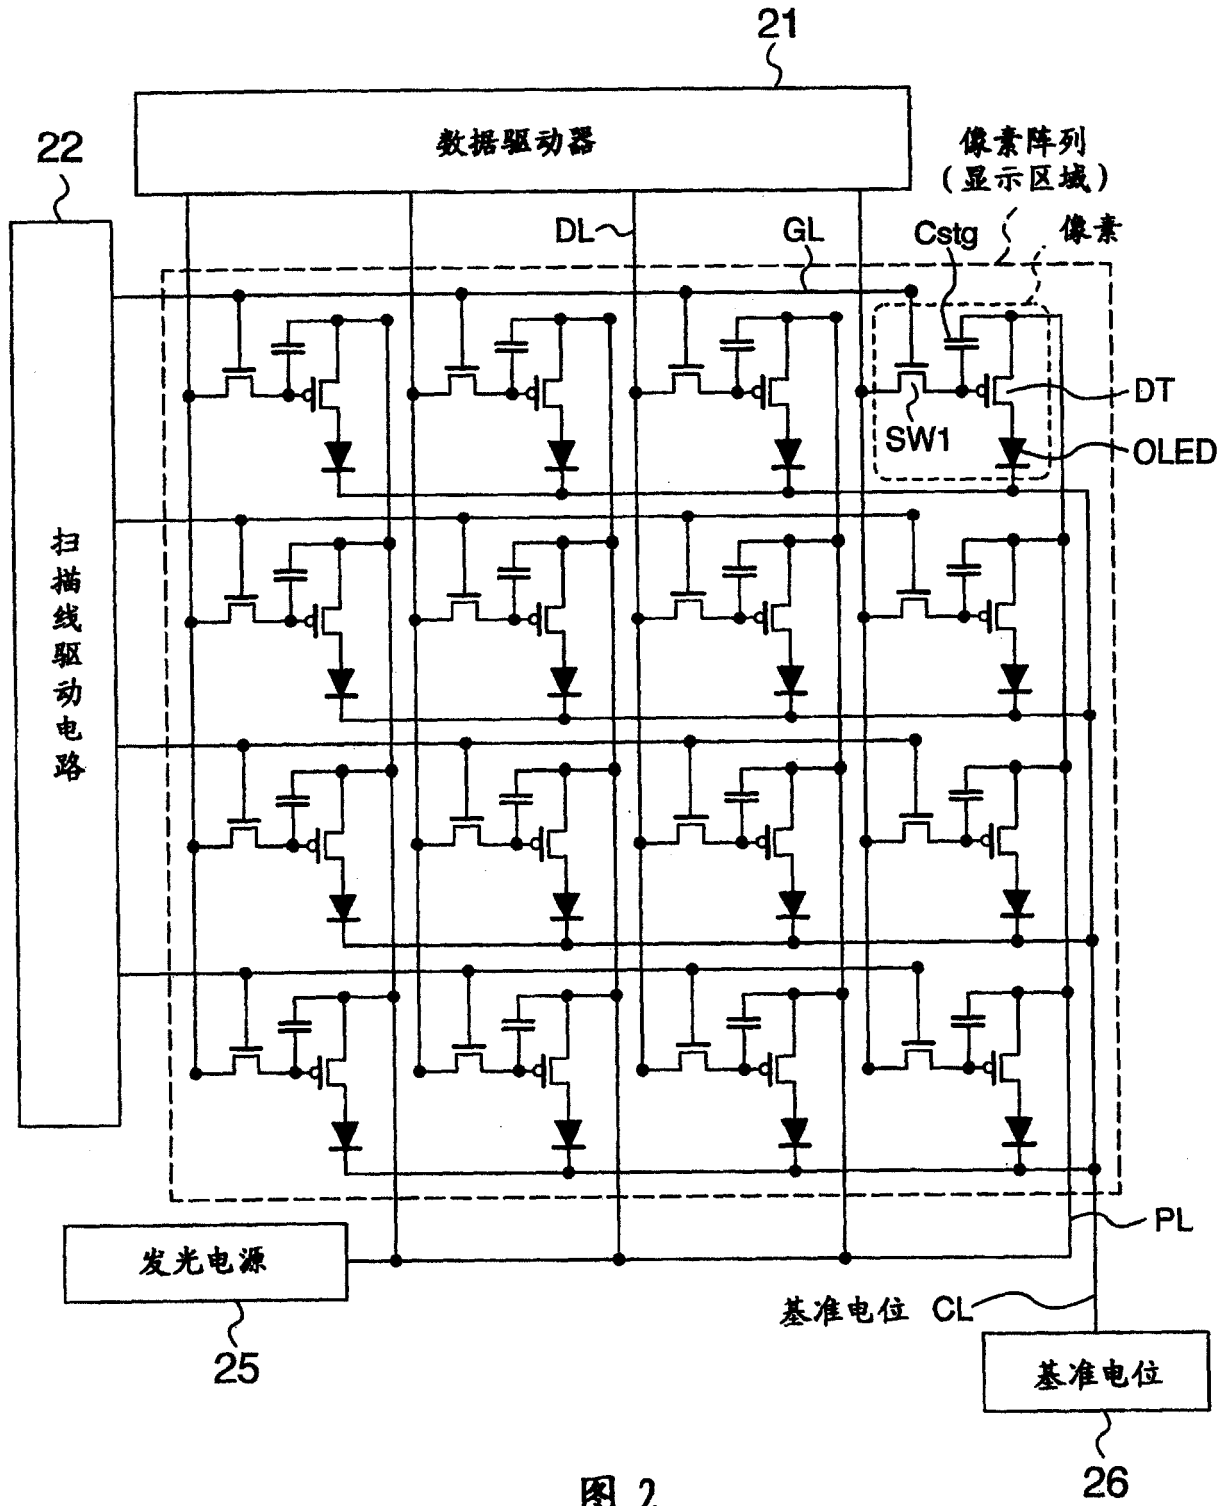 21
数据驱动器
22
像素阵列
(显示区域)
像素
DL
GL
Cstg
DT
SW1
OLED
扫描线驱动电路
PL
发光电源
基准电位 CL
25
基准电位
26
图 2